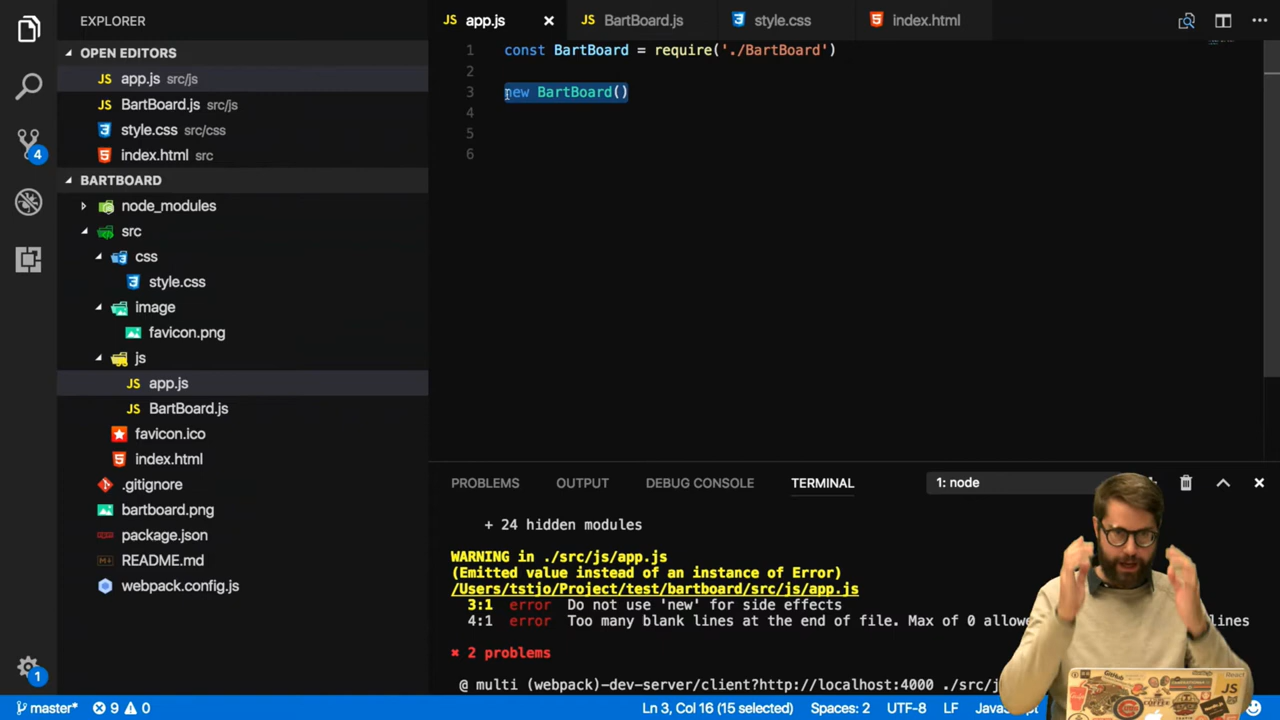 EXPLORER
OPEN EDITORS
JS app.js src/js
JS BartBoard.js src/js
style.css src/css
index.html src
BARTBOARD
node_modules
src
css
style.css
image
favicon.png
js
JS app.js
JS BartBoard.js
favicon.ico
index.html
.gitignore
bartboard.png
package.json
README.md
webpack.config.js
4
1
JS app.js
JS BartBoard.js
style.css
index.html
1 const BartBoard = require('./BartBoard')
2
3 new BartBoard()
4
5
6
PROBLEMS OUTPUT DEBUG CONSOLE TERMINAL 1: node
+ 24 hidden modules
WARNING in ./src/js/app.js
(Emitted value instead of an instance of Error)
/Users/tstjo/Project/test/bartboard/src/js/app.js
3:1 error Do not use 'new' for side effects
4:1 error Too many blank lines at the end of file. Max of 0 allowe lines
✖ 2 problems
@ multi (webpack)-dev-server/client?http://localhost:4000 ./src/j
master* 9 0 Ln 3, Col 16 (15 selected) Spaces: 2 UTF-8 LF Javas
GitHub
JS